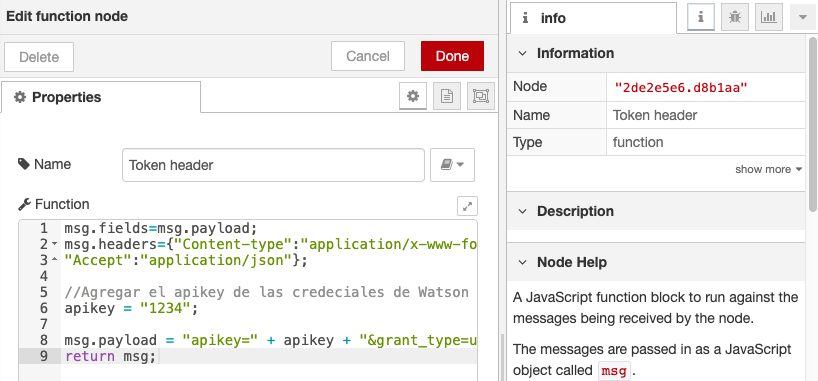 Edit function node
Delete
Cancel
Done
Properties
Name
Token header
Function
1 msg.fields=msg.payload;
2 msg.headers={"Content-type":"application/x-www-fo
3 "Accept":"application/json"};
4
5 //Agregar el apikey de las credeciales de Watson
6 apikey = "1234";
7
8 msg.payload = "apikey=" + apikey + "&grant_type=u
9 return msg;
i info
i
Information
Node "2de2e5e6.d8b1aa"
Name Token header
Type function
show more
Description
Node Help
A JavaScript function block to run against the
messages being received by the node.
The messages are passed in as a JavaScript
object called msg .